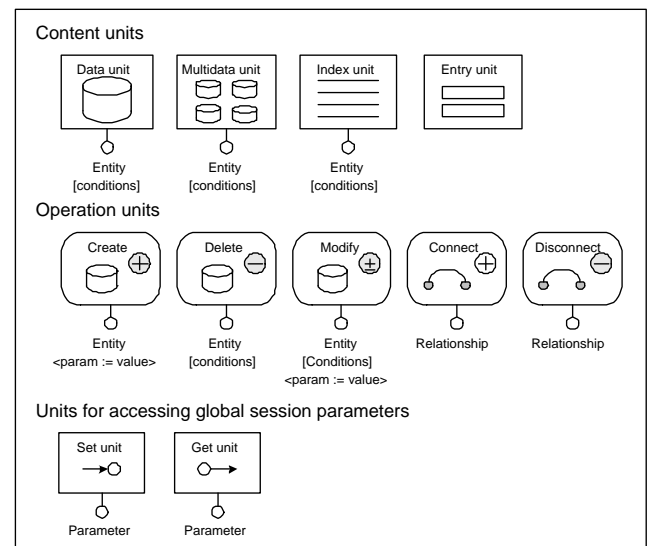 Content units
Data unit
Multidata unit
Index unit
Entry unit
Entity
[conditions]
Entity
[conditions]
Entity
[conditions]
Operation units
Create
Delete
Modify
Connect
Disconnect
Entity
<param := value>
Entity
[conditions]
Entity
[Conditions]
<param := value>
Relationship
Relationship
Units for accessing global session parameters
Set unit
Get unit
Parameter
Parameter